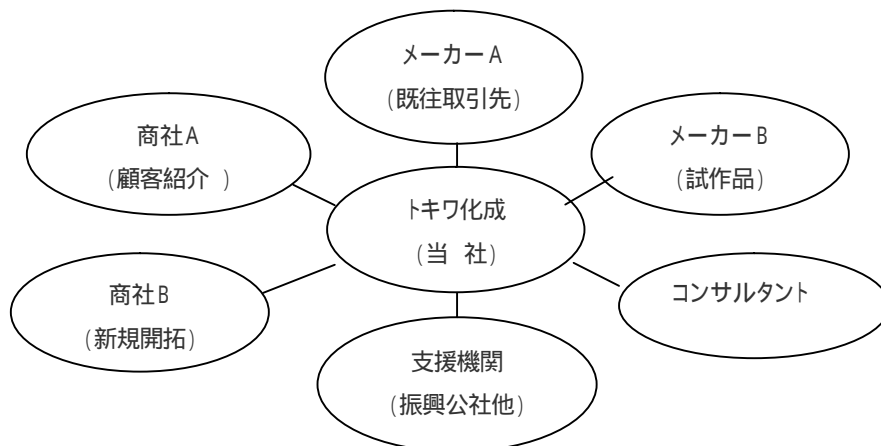 メーカーA
(既往取引先)
商社A
(顧客紹介 )
メーカーB
(試作品)
トキワ化成
(当 社)
商社B
(新規開拓)
コンサルタント
支援機関
(振興公社他)